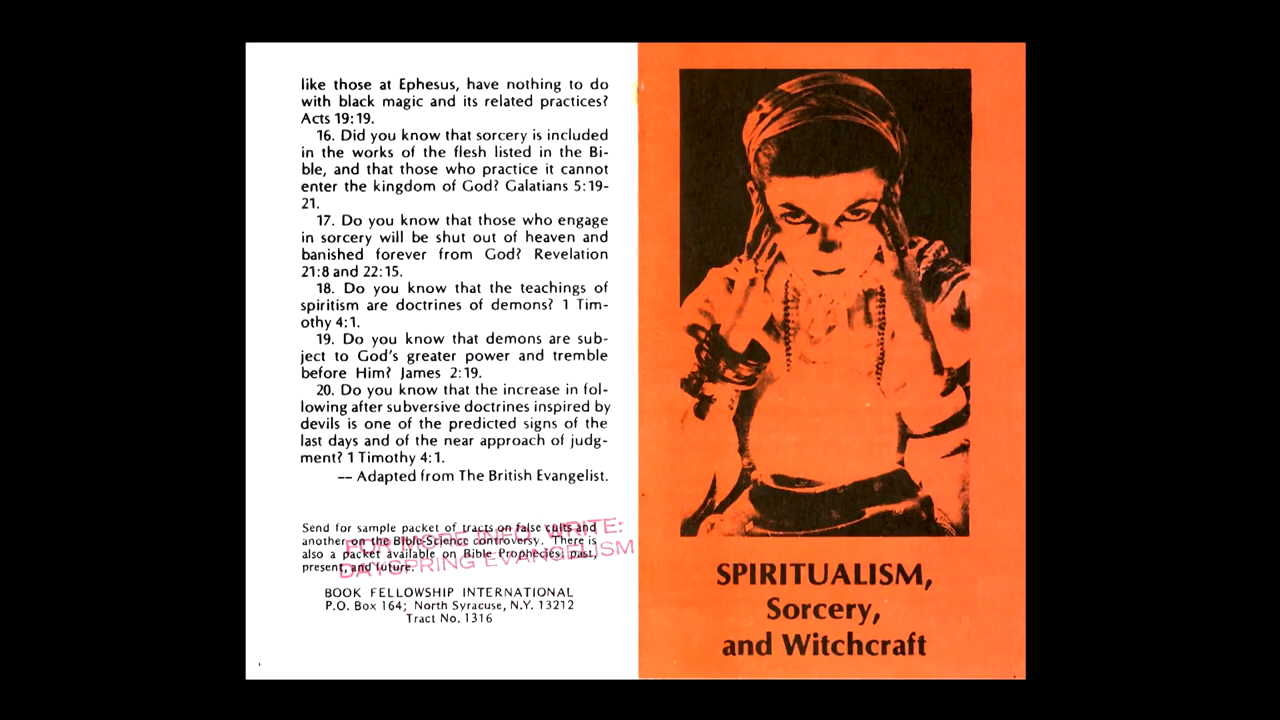 like those at Ephesus, have nothing to do
with black magic and its related practices?
Acts 19:19.
16. Did you know that sorcery is included
in the works of the flesh listed in the Bi-
ble, and that those who practice it cannot
enter the kingdom of God? Galatians 5:19-
21.
17. Do you know that those who engage
in sorcery will be shut out of heaven and
banished forever from God? Revelation
21:8 and 22:15.
18. Do you know that the teachings of
spiritism are doctrines of demons? 1 Tim-
othy 4:1.
19. Do you know that demons are sub-
ject to God's greater power and tremble
before Him? James 2:19.
20. Do you know that the increase in fol-
lowing after subversive doctrines inspired by
devils is one of the predicted signs of the
last days and of the near approach of judg-
ment? 1 Timothy 4:1.
-- Adapted from The British Evangelist.
Send for sample packet of tracts on false cults and
another on the Bible-Science controversy. There is
also a packet available on Bible Prophecies: past,
present, and future.
FOR MORE INFO. WRITE:
DAYSPRING EVANGELISM
BOOK FELLOWSHIP INTERNATIONAL
P.O. Box 164; North Syracuse, N.Y. 13212
Tract No. 1316
SPIRITUALISM,
Sorcery,
and Witchcraft